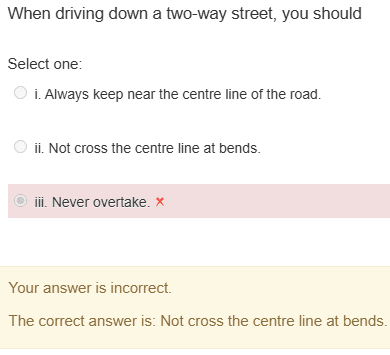 When driving down a two-way street, you should
Select one:
i. Always keep near the centre line of the road.
ii. Not cross the centre line at bends.
iii. Never overtake.
Your answer is incorrect.
The correct answer is: Not cross the centre line at bends.